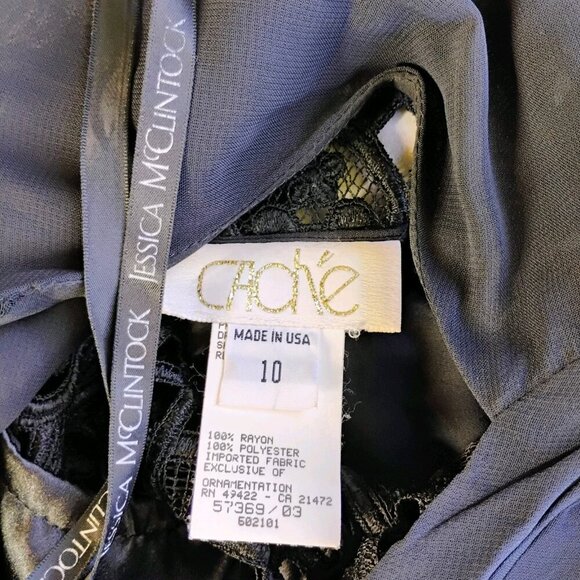 JESSICA McCLINTOCK
JESSICA McCLINTOCK
CLINTOC
caché
MADE IN USA
10
100% RAYON
100% POLYESTER
IMPORTED FABRIC
EXCLUSIVE OF
ORNAMENTATION
RN 49422 - CA 21472
57369/03
602101